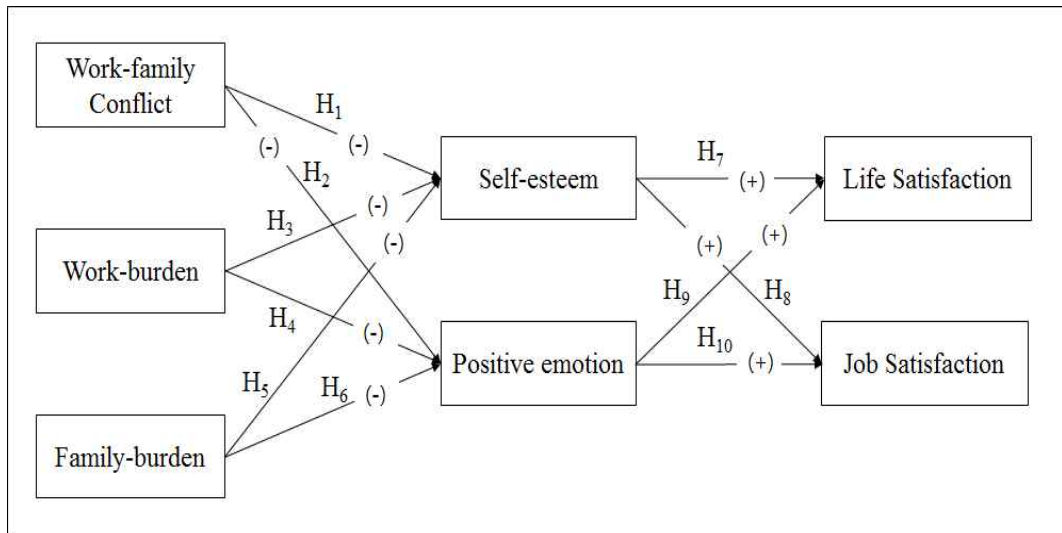 Work-family
Conflict
H₁
(-)
(-)
H₂
Self-esteem
H₇
(+)
Life Satisfaction
(-)
H₃
(-)
(+)
(+)
Work-burden
H₄
(-)
H₉
H₈
Positive emotion
H₁₀
(+)
Job Satisfaction
H₅
H₆
(-)
Family-burden